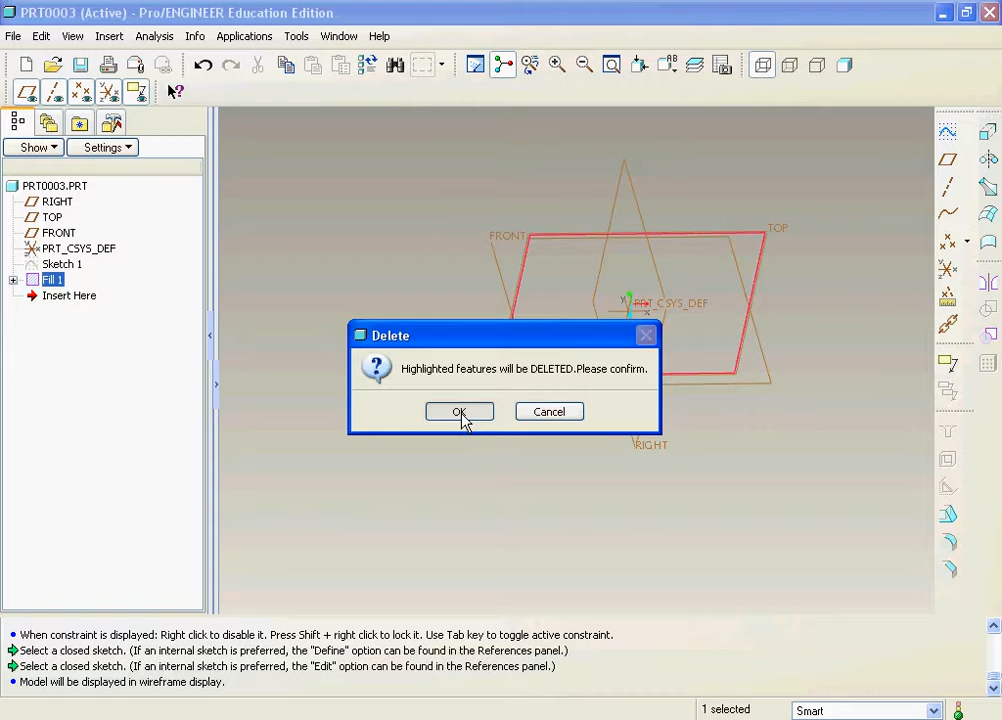 PRT0003 (Active) - Pro/ENGINEER Education Edition
File Edit View Insert Analysis Info Applications Tools Window Help
Show Settings
PRT0003.PRT
RIGHT
TOP
FRONT
PRT_CSYS_DEF
Sketch 1
Fill 1
Insert Here
FRONT
TOP
y
PRT_CSYS_DEF
x
RIGHT
Delete
Highlighted features will be DELETED.Please confirm.
OK Cancel
When constraint is displayed: Right click to disable it. Press Shift + right click to lock it. Use Tab key to toggle active constraint.
Select a closed sketch. (If an internal sketch is preferred, the "Define" option can be found in the References panel.)
Select a closed sketch. (If an internal sketch is preferred, the "Edit" option can be found in the References panel.)
Model will be displayed in wireframe display.
1 selected
Smart